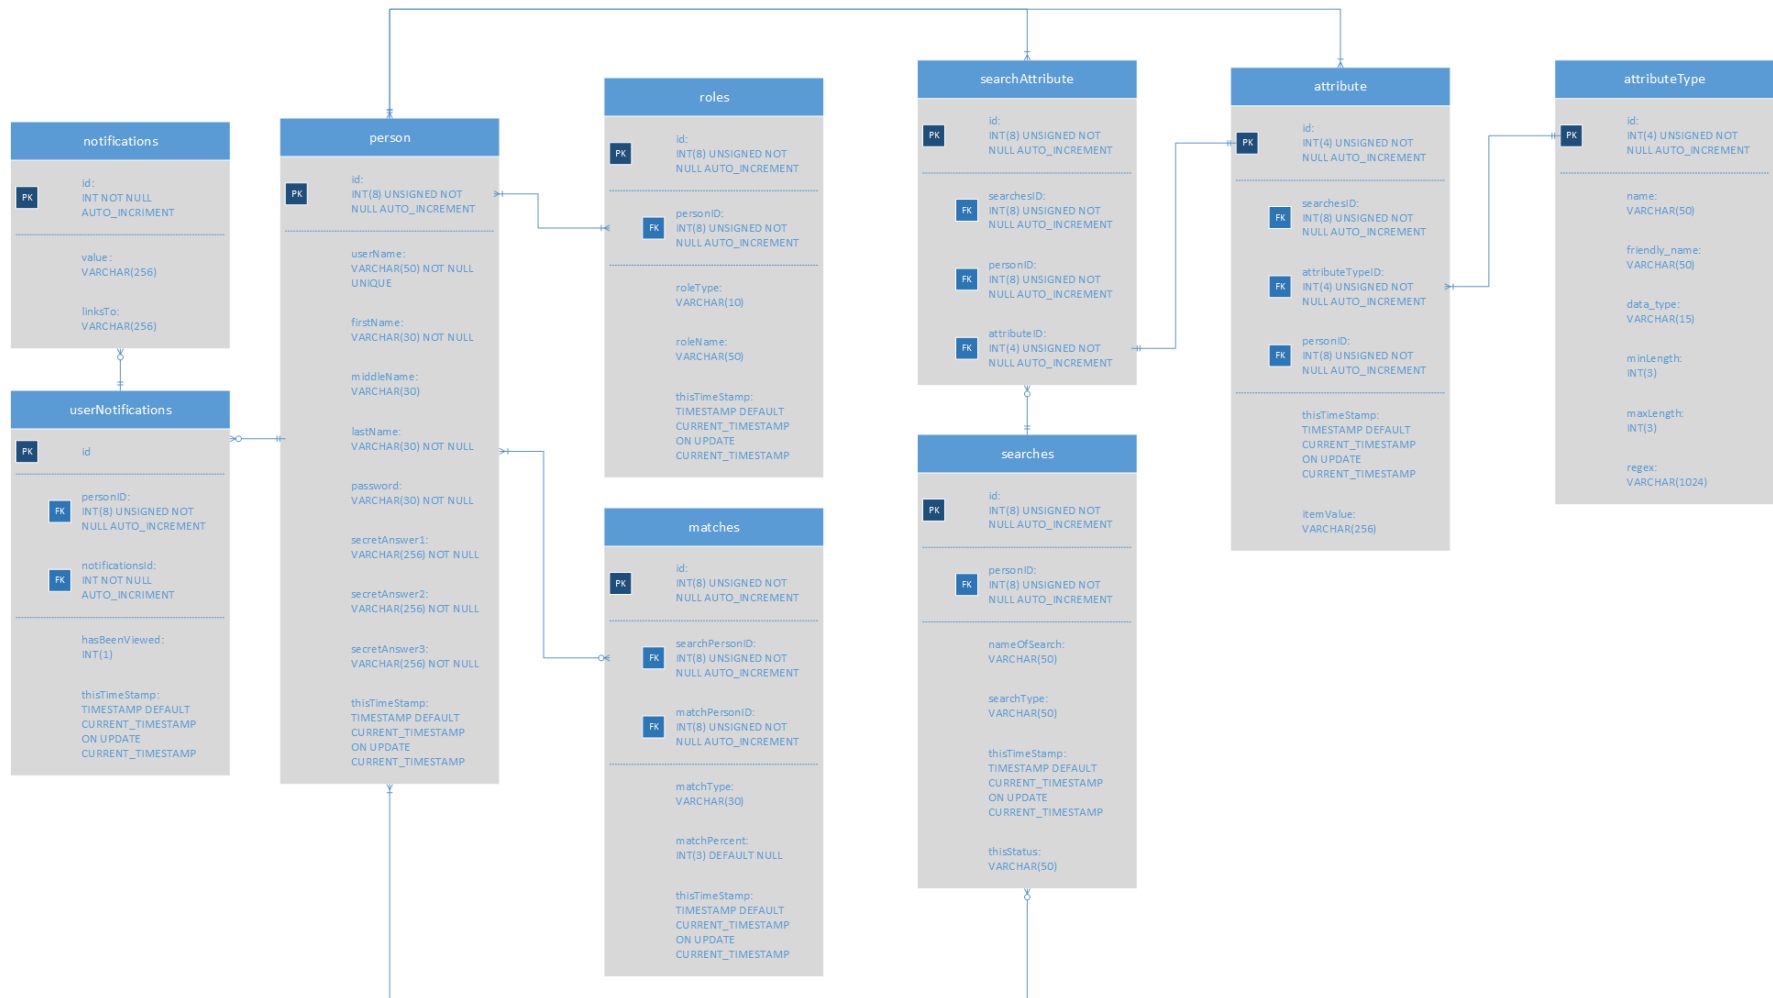 notifications
PK
id:
INT NOT NULL
AUTO_INCRIMENT
value:
VARCHAR(256)
linksTo:
VARCHAR(256)
userNotifications
PK
id
FK
personID:
INT(8) UNSIGNED NOT
NULL AUTO_INCREMENT
FK
notificationsId:
INT NOT NULL
AUTO_INCRIMENT
hasBeenViewed:
INT(1)
thisTimeStamp:
TIMESTAMP DEFAULT
CURRENT_TIMESTAMP
ON UPDATE
CURRENT_TIMESTAMP
person
PK
id:
INT(8) UNSIGNED NOT
NULL AUTO_INCREMENT
userName:
VARCHAR(50) NOT NULL
UNIQUE
firstName:
VARCHAR(30) NOT NULL
middleName:
VARCHAR(30)
lastName:
VARCHAR(30) NOT NULL
password:
VARCHAR(30) NOT NULL
secretAnswer1:
VARCHAR(256) NOT NULL
secretAnswer2:
VARCHAR(256) NOT NULL
secretAnswer3:
VARCHAR(256) NOT NULL
thisTimeStamp:
TIMESTAMP DEFAULT
CURRENT_TIMESTAMP
ON UPDATE
CURRENT_TIMESTAMP
roles
PK
id:
INT(8) UNSIGNED NOT
NULL AUTO_INCREMENT
FK
personID:
INT(8) UNSIGNED NOT
NULL AUTO_INCREMENT
roleType:
VARCHAR(10)
roleName:
VARCHAR(50)
thisTimeStamp:
TIMESTAMP DEFAULT
CURRENT_TIMESTAMP
ON UPDATE
CURRENT_TIMESTAMP
matches
PK
id:
INT(8) UNSIGNED NOT
NULL AUTO_INCREMENT
FK
searchPersonID:
INT(8) UNSIGNED NOT
NULL AUTO_INCREMENT
FK
matchPersonID:
INT(8) UNSIGNED NOT
NULL AUTO_INCREMENT
matchType:
VARCHAR(30)
matchPercent:
INT(3) DEFAULT NULL
thisTimeStamp:
TIMESTAMP DEFAULT
CURRENT_TIMESTAMP
ON UPDATE
CURRENT_TIMESTAMP
searchAttribute
PK
id:
INT(8) UNSIGNED NOT
NULL AUTO_INCREMENT
FK
searchesID:
INT(8) UNSIGNED NOT
NULL AUTO_INCREMENT
FK
personID:
INT(8) UNSIGNED NOT
NULL AUTO_INCREMENT
FK
attributeID:
INT(4) UNSIGNED NOT
NULL AUTO_INCREMENT
searches
PK
id:
INT(8) UNSIGNED NOT
NULL AUTO_INCREMENT
FK
personID:
INT(8) UNSIGNED NOT
NULL AUTO_INCREMENT
nameOfSearch:
VARCHAR(50)
searchType:
VARCHAR(50)
thisTimeStamp:
TIMESTAMP DEFAULT
CURRENT_TIMESTAMP
ON UPDATE
CURRENT_TIMESTAMP
thisStatus:
VARCHAR(50)
attribute
PK
id:
INT(4) UNSIGNED NOT
NULL AUTO_INCREMENT
FK
searchesID:
INT(8) UNSIGNED NOT
NULL AUTO_INCREMENT
FK
attributeTypeID:
INT(4) UNSIGNED NOT
NULL AUTO_INCREMENT
FK
personID:
INT(8) UNSIGNED NOT
NULL AUTO_INCREMENT
thisTimeStamp:
TIMESTAMP DEFAULT
CURRENT_TIMESTAMP
ON UPDATE
CURRENT_TIMESTAMP
itemValue:
VARCHAR(256)
attributeType
PK
id:
INT(4) UNSIGNED NOT
NULL AUTO_INCREMENT
name:
VARCHAR(50)
friendly_name:
VARCHAR(50)
data_type:
VARCHAR(15)
minLength:
INT(3)
maxLength:
INT(3)
regex:
VARCHAR(1024)